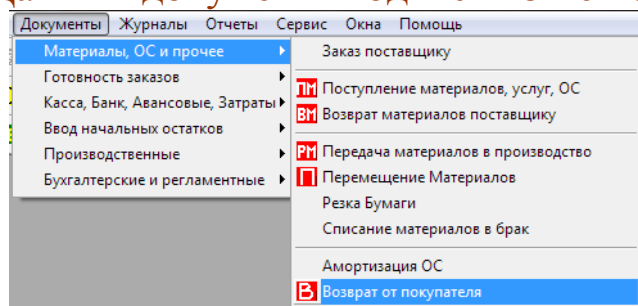 Документы Журналы Отчеты Сервис Окна Помощь
Материалы, ОС и прочее
Готовность заказов
Касса, Банк, Авансовые, Затраты
Ввод начальных остатков
Производственные
Бухгалтерские и регламентные
Заказ поставщику
ПМ Поступление материалов, услуг, ОС
ВМ Возврат материалов поставщику
РМ Передача материалов в производство
П Перемещение Материалов
Резка Бумаги
Списание материалов в брак
Амортизация ОС
В Возврат от покупателя